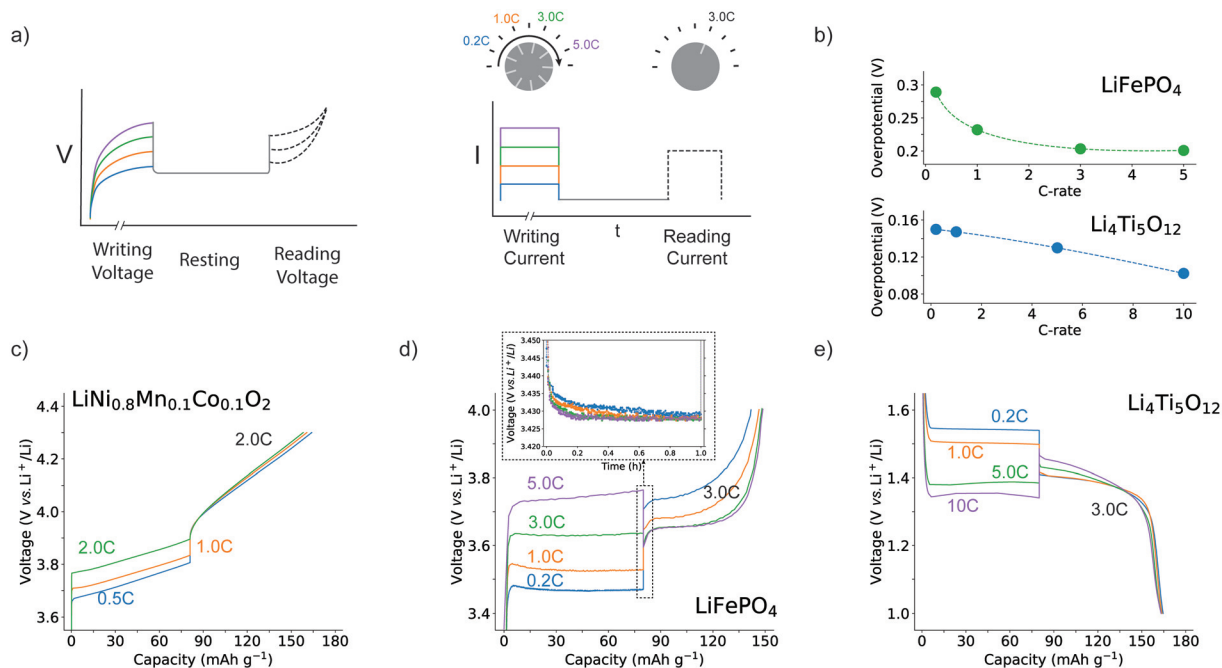 a)
0.2C
1.0C
3.0C
5.0C
3.0C
V
Writing
Voltage
Resting
Reading
Voltage
I
Writing
Current
t
Reading
Current
b)
LiFePO4
Overpotential (V)
0.3
0.25
0.2
0 1 2 3 4 5
C-rate
Li4Ti5O12
Overpotential (V)
0.16
0.12
0.08
0 2 4 6 8 10
C-rate
c)
LiNi0.8Mn0.1Co0.1O2
Voltage (V vs. Li+/Li)
4.4
4.2
4.0
3.8
3.6
2.0C
2.0C
1.0C
0.5C
0 30 60 90 120 150 180
Capacity (mAh g-1)
d)
Voltage (V vs. Li+/Li)
3.450
3.445
3.440
3.435
3.430
3.425
3.420
0.0 0.2 0.4 0.6 0.8 1.0
Time (h)
Voltage (V vs. Li+/Li)
4.0
3.8
3.6
3.4
5.0C
3.0C
3.0C
1.0C
0.2C
LiFePO4
0 30 60 90 120 150
Capacity (mAh g-1)
e)
Li4Ti5O12
Voltage (V vs. Li+/Li)
1.6
1.4
1.2
1.0
0.2C
1.0C
5.0C
10C
3.0C
0 30 60 90 120 150 180
Capacity (mAh g-1)